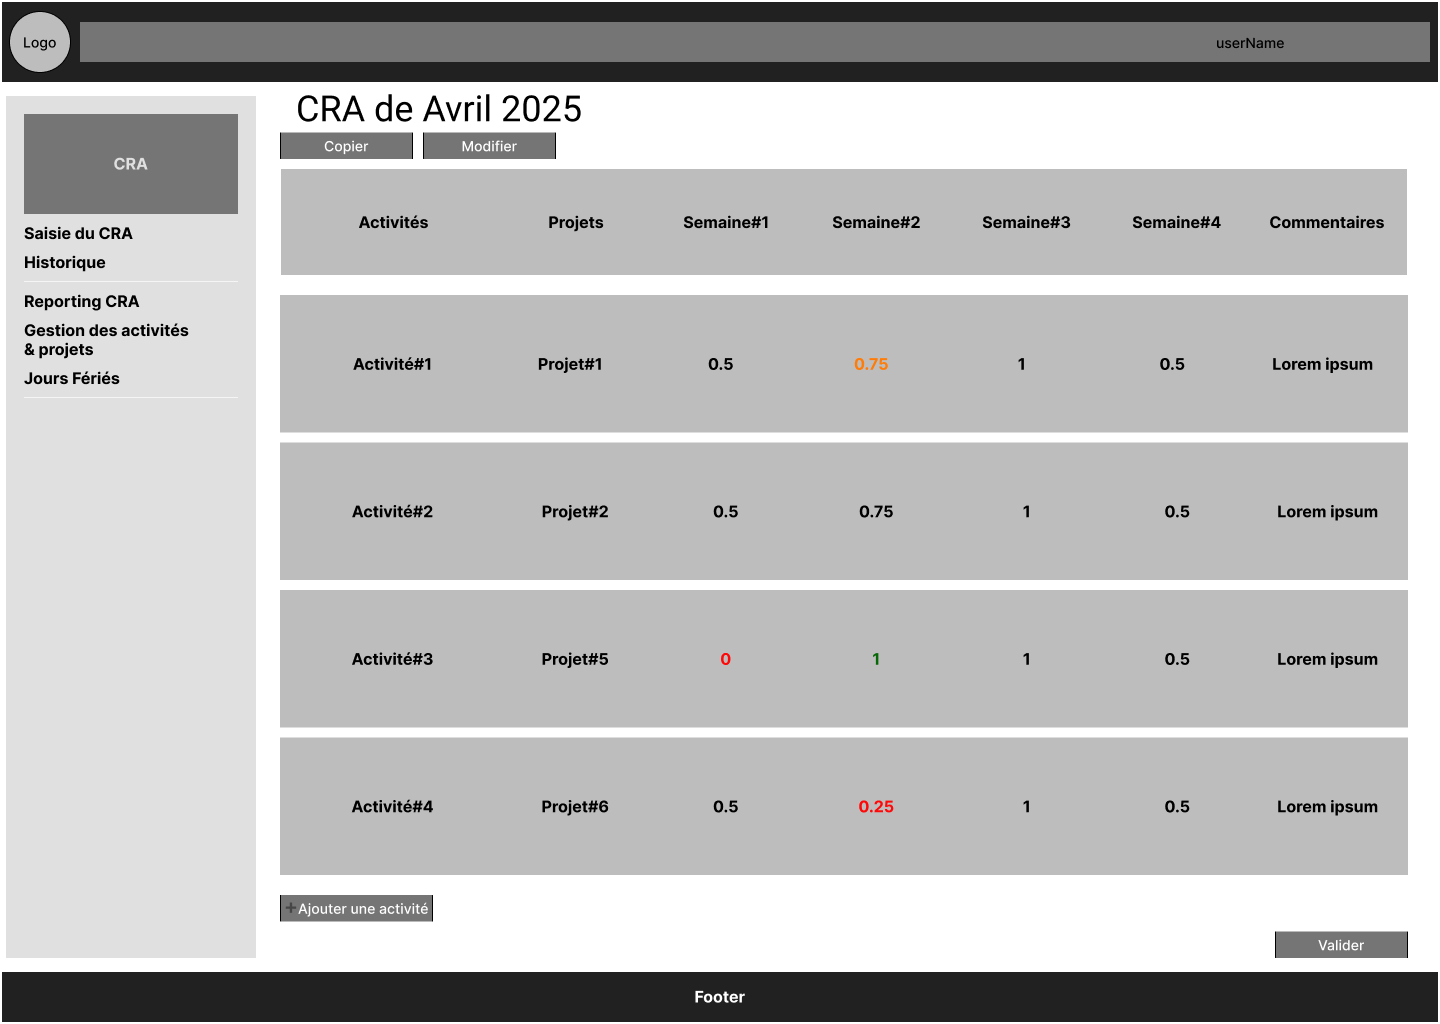 Logo
userName
CRA
Saisie du CRA
Historique
Reporting CRA
Gestion des activités
& projets
Jours Fériés
CRA de Avril 2025
Copier Modifier
Activités Projets Semaine#1 Semaine#2 Semaine#3 Semaine#4 Commentaires
Activité#1 Projet#1 0.5 0.75 1 0.5 Lorem ipsum
Activité#2 Projet#2 0.5 0.75 1 0.5 Lorem ipsum
Activité#3 Projet#5 0 1 1 0.5 Lorem ipsum
Activité#4 Projet#6 0.5 0.25 1 0.5 Lorem ipsum
+Ajouter une activité
Valider
Footer